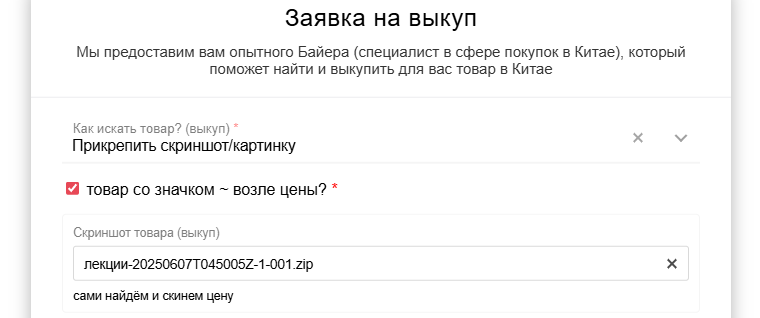 Заявка на выкуп
Мы предоставим вам опытного Байера (специалист в сфере покупок в Китае), который
поможет найти и выкупить для вас товар в Китае
Как искать товар? (выкуп) *
Прикрепить скриншот/картинку
товар со значком ~ возле цены? *
Скриншот товара (выкуп)
лекции-20250607T045005Z-1-001.zip
сами найдём и скинем цену